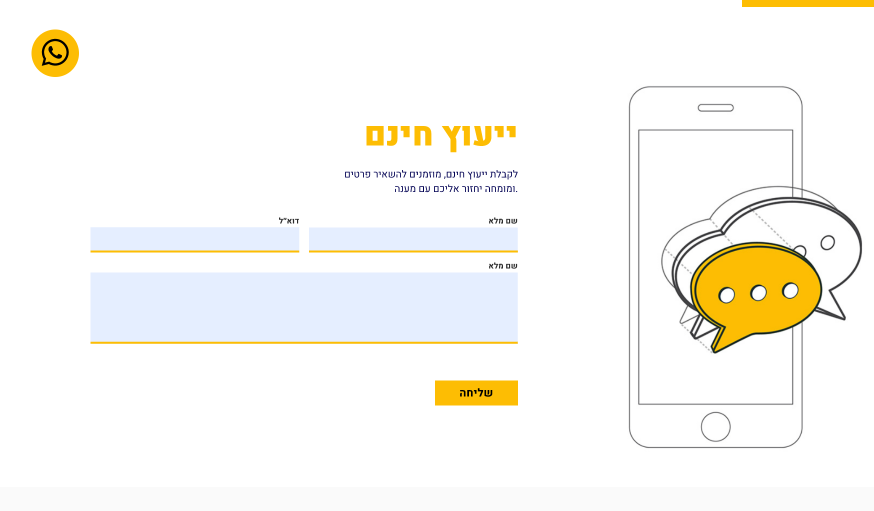 ייעוץ חינם
לקבלת ייעוץ חינם, מוזמנים להשאיר פרטים
ומומחה יחזור אליכם עם מענה.
שם מלא
דוא״ל
שם מלא
שליחה